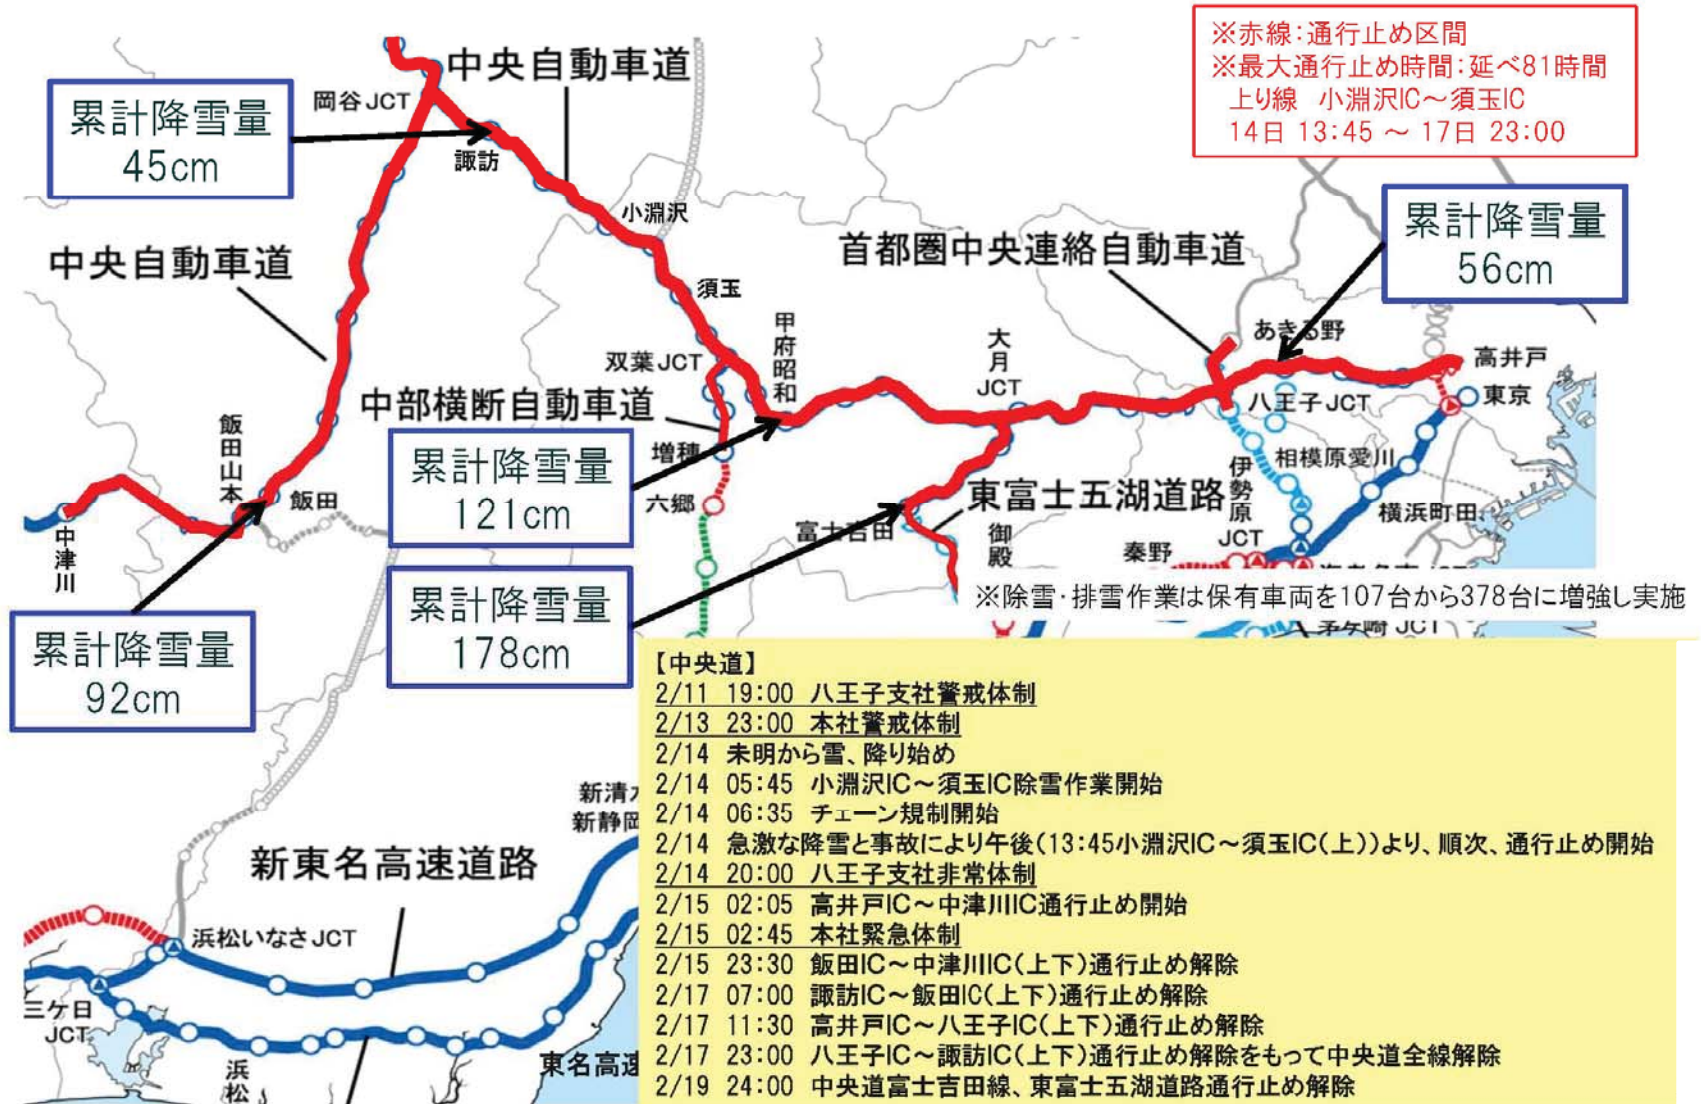 ※赤線：通行止め区間
※最大通行止め時間：延べ81時間
上り線　小淵沢IC～須玉IC
14日 13:45 ～ 17日 23:00
中央自動車道
岡谷JCT
累計降雪量
45cm
諏訪
小淵沢
累計降雪量
56cm
首都圏中央連絡自動車道
中央自動車道
須玉
甲府昭和
大月JCT
あきる野
高井戸
双葉JCT
東京
中部横断自動車道
八王子JCT
飯田山本
累計降雪量
121cm
増穂
相模原愛川
伊勢原JCT
飯田
六郷
東富士五湖道路
横浜町田
富士吉田
御殿
秦野
中津川
※除雪・排雪作業は保有車両を107台から378台に増強し実施
累計降雪量
178cm
茅ヶ崎 JCT
累計降雪量
92cm
【中央道】
2/11 19:00 八王子支社警戒体制
2/13 23:00 本社警戒体制
2/14 未明から雪、降り始め
2/14 05:45 小淵沢IC～須玉IC除雪作業開始
2/14 06:35 チェーン規制開始
2/14 急激な降雪と事故により午後（13:45小淵沢IC～須玉IC（上））より、順次、通行止め開始
2/14 20:00 八王子支社非常体制
2/15 02:05 高井戸IC～中津川IC通行止め開始
2/15 02:45 本社緊急体制
2/15 23:30 飯田IC～中津川IC（上下）通行止め解除
2/17 07:00 諏訪IC～飯田IC（上下）通行止め解除
2/17 11:30 高井戸IC～八王子IC（上下）通行止め解除
2/17 23:00 八王子IC～諏訪IC（上下）通行止め解除をもって中央道全線解除
2/19 24:00 中央道富士吉田線、東富士五湖道路通行止め解除
新清
新静岡
新東名高速道路
浜松いなさJCT
三ケ日
JCT
浜松
東名高速